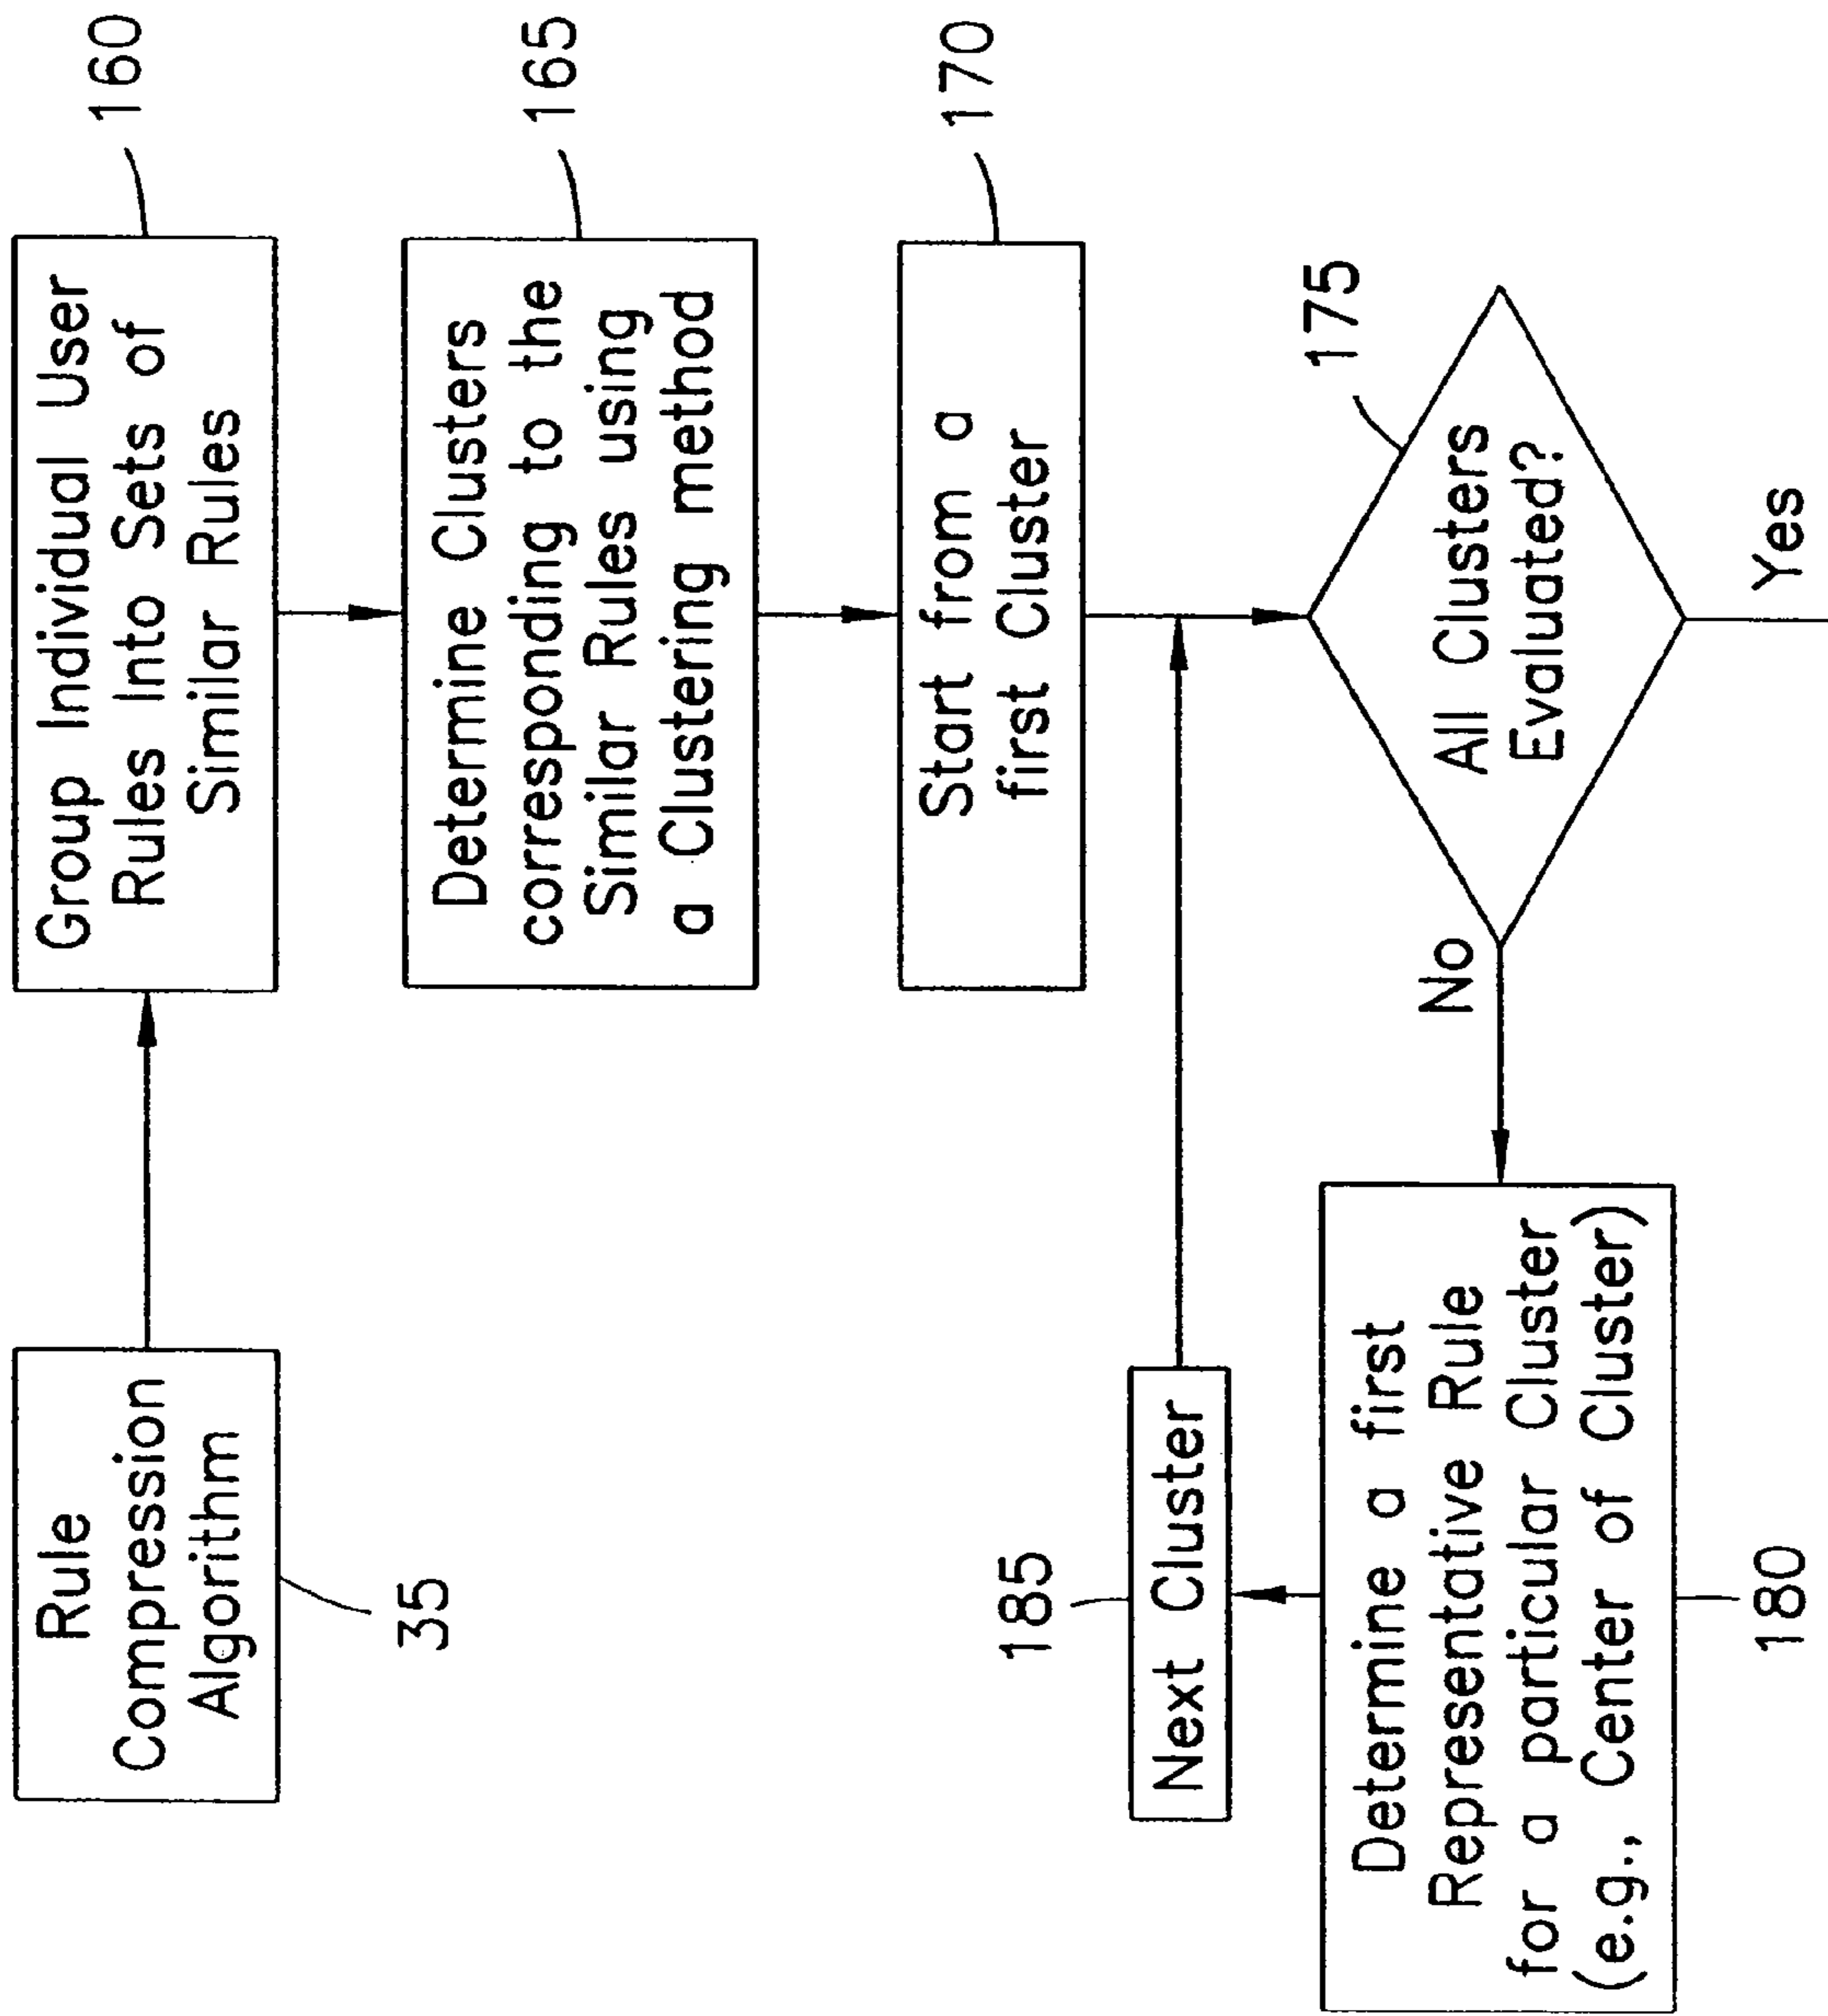 Rule
Compression
Algorithm
35
Group Individual User
Rules Into Sets of
Similar Rules
160
Determine Clusters
corresponding to the
Similar Rules using
a Clustering method
165
Start from a
first Cluster
170
All Clusters
Evaluated?
175
Yes
No
Determine a first
Representative Rule
for a particular Cluster
(e.g., Center of Cluster)
180
Next Cluster
185